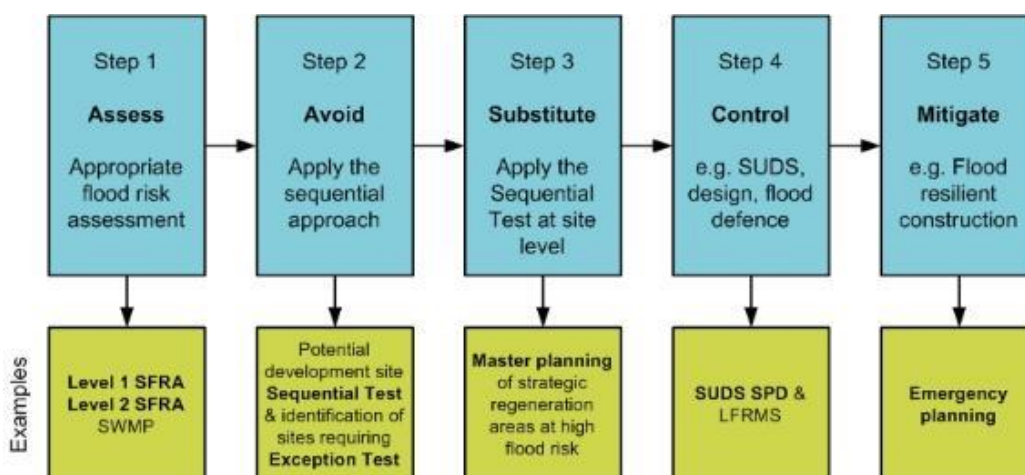 Step 1
Assess
Appropriate
flood risk
assessment
Step 2
Avoid
Apply the
sequential
approach
Step 3
Substitute
Apply the
Sequential
Test at site
level
Step 4
Control
e.g. SUDS,
design, flood
defence
Step 5
Mitigate
e.g. Flood
resilient
construction
Examples
Level 1 SFRA
Level 2 SFRA
SWMP
Potential
development site
Sequential Test
& identification of
sites requiring
Exception Test
Master planning
of strategic
regeneration
areas at high
flood risk
SUDS SPD &
LFRMS
Emergency
planning